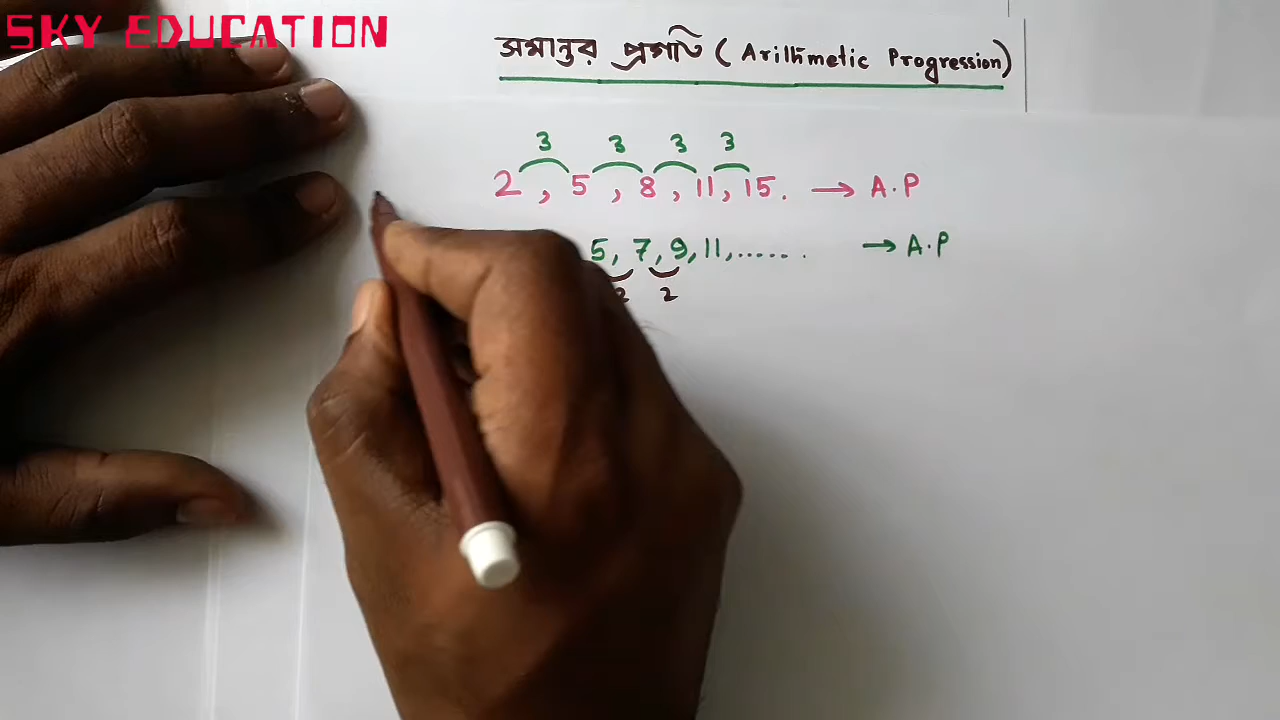 SKY EDUCATION
সমান্তর প্রগতি ( Arithmetic Progression)
3 3 3 3
2 , 5 , 8 , 11 , 15 . → A.P
5, 7, 9, 11, ...... → A.P
2 2